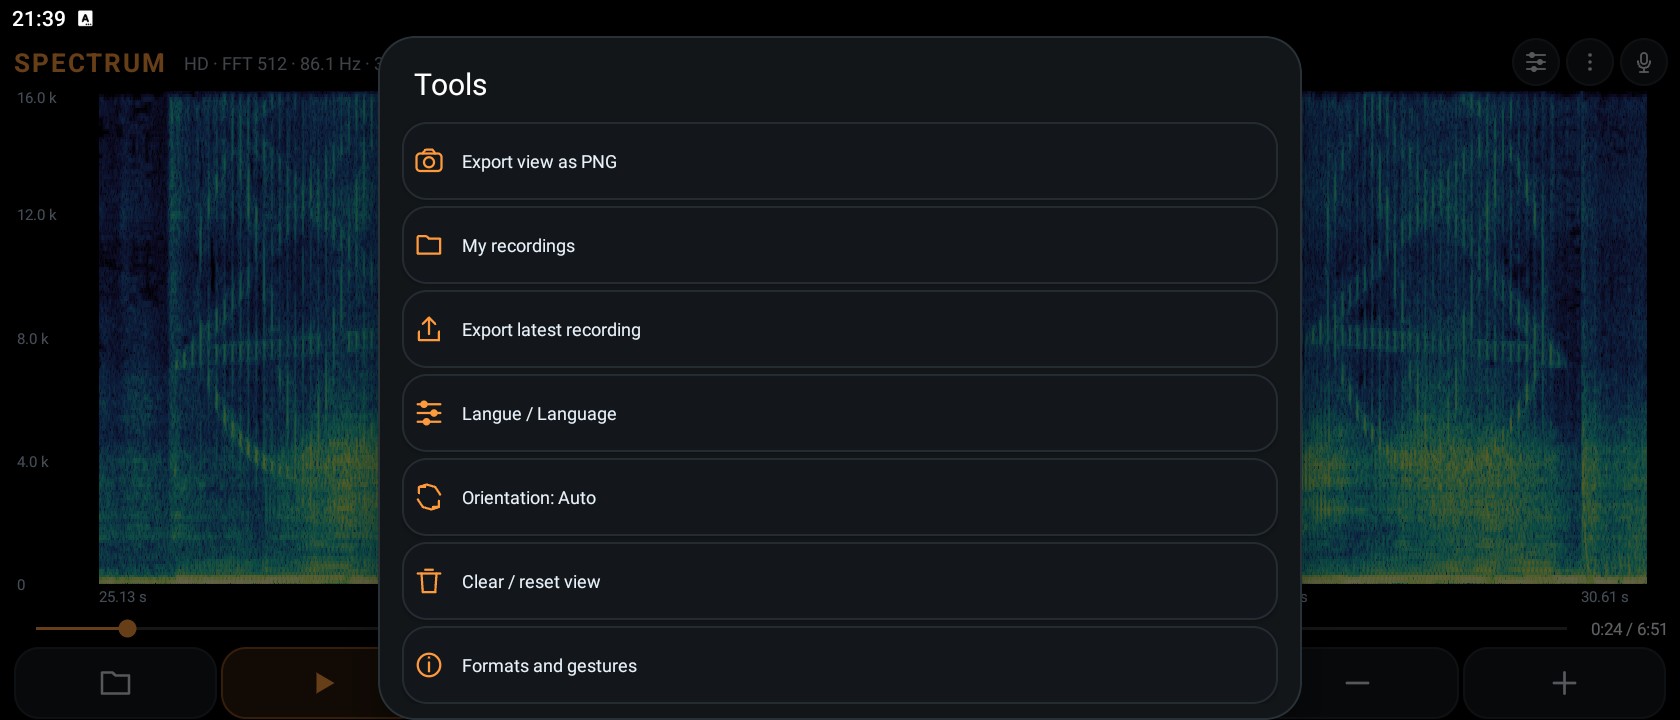 21:39
SPECTRUM HD · FFT 512 · 86.1 Hz ·
Tools
16.0 k
Export view as PNG
12.0 k
My recordings
8.0 k
Export latest recording
Langue / Language
4.0 k
Orientation: Auto
0
Clear / reset view
25.13 s
s
30.61 s
0:24 / 6:51
Formats and gestures